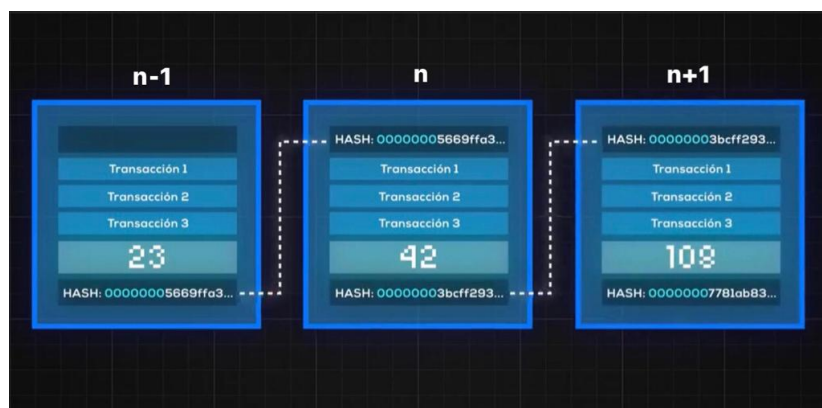 n-1
Transacción 1
Transacción 2
Transacción 3
23
HASH: 00000005669ffa3...
n
HASH: 00000005669ffa3...
Transacción 1
Transacción 2
Transacción 3
42
HASH: 00000003bcff293...
n+1
HASH: 00000003bcff293...
Transacción 1
Transacción 2
Transacción 3
108
HASH: 00000007781ab83...